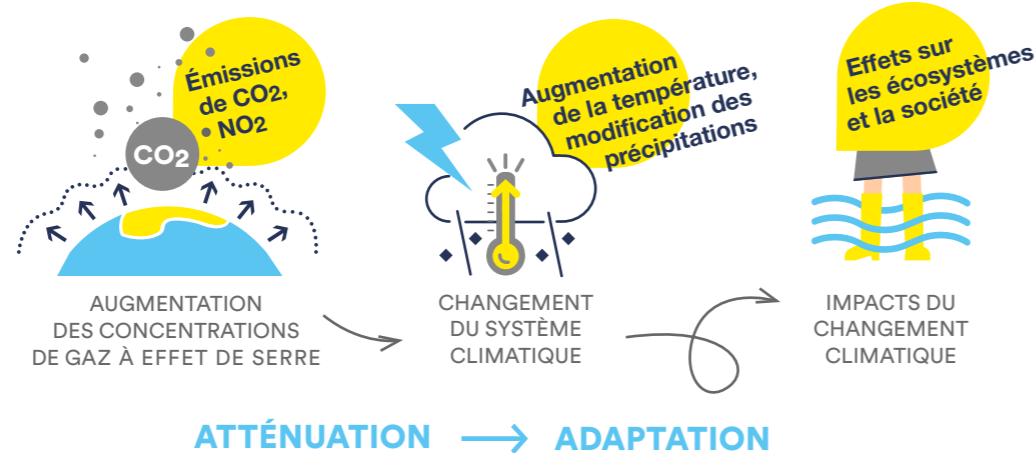 Émissions
de CO2,
NO2
CO2
AUGMENTATION
DES CONCENTRATIONS
DE GAZ À EFFET DE SERRE
Augmentation
de la température,
modification des
précipitations
CHANGEMENT
DU SYSTÈME
CLIMATIQUE
Effets sur
les écosystèmes
et la société
IMPACTS DU
CHANGEMENT
CLIMATIQUE
ATTÉNUATION
ADAPTATION